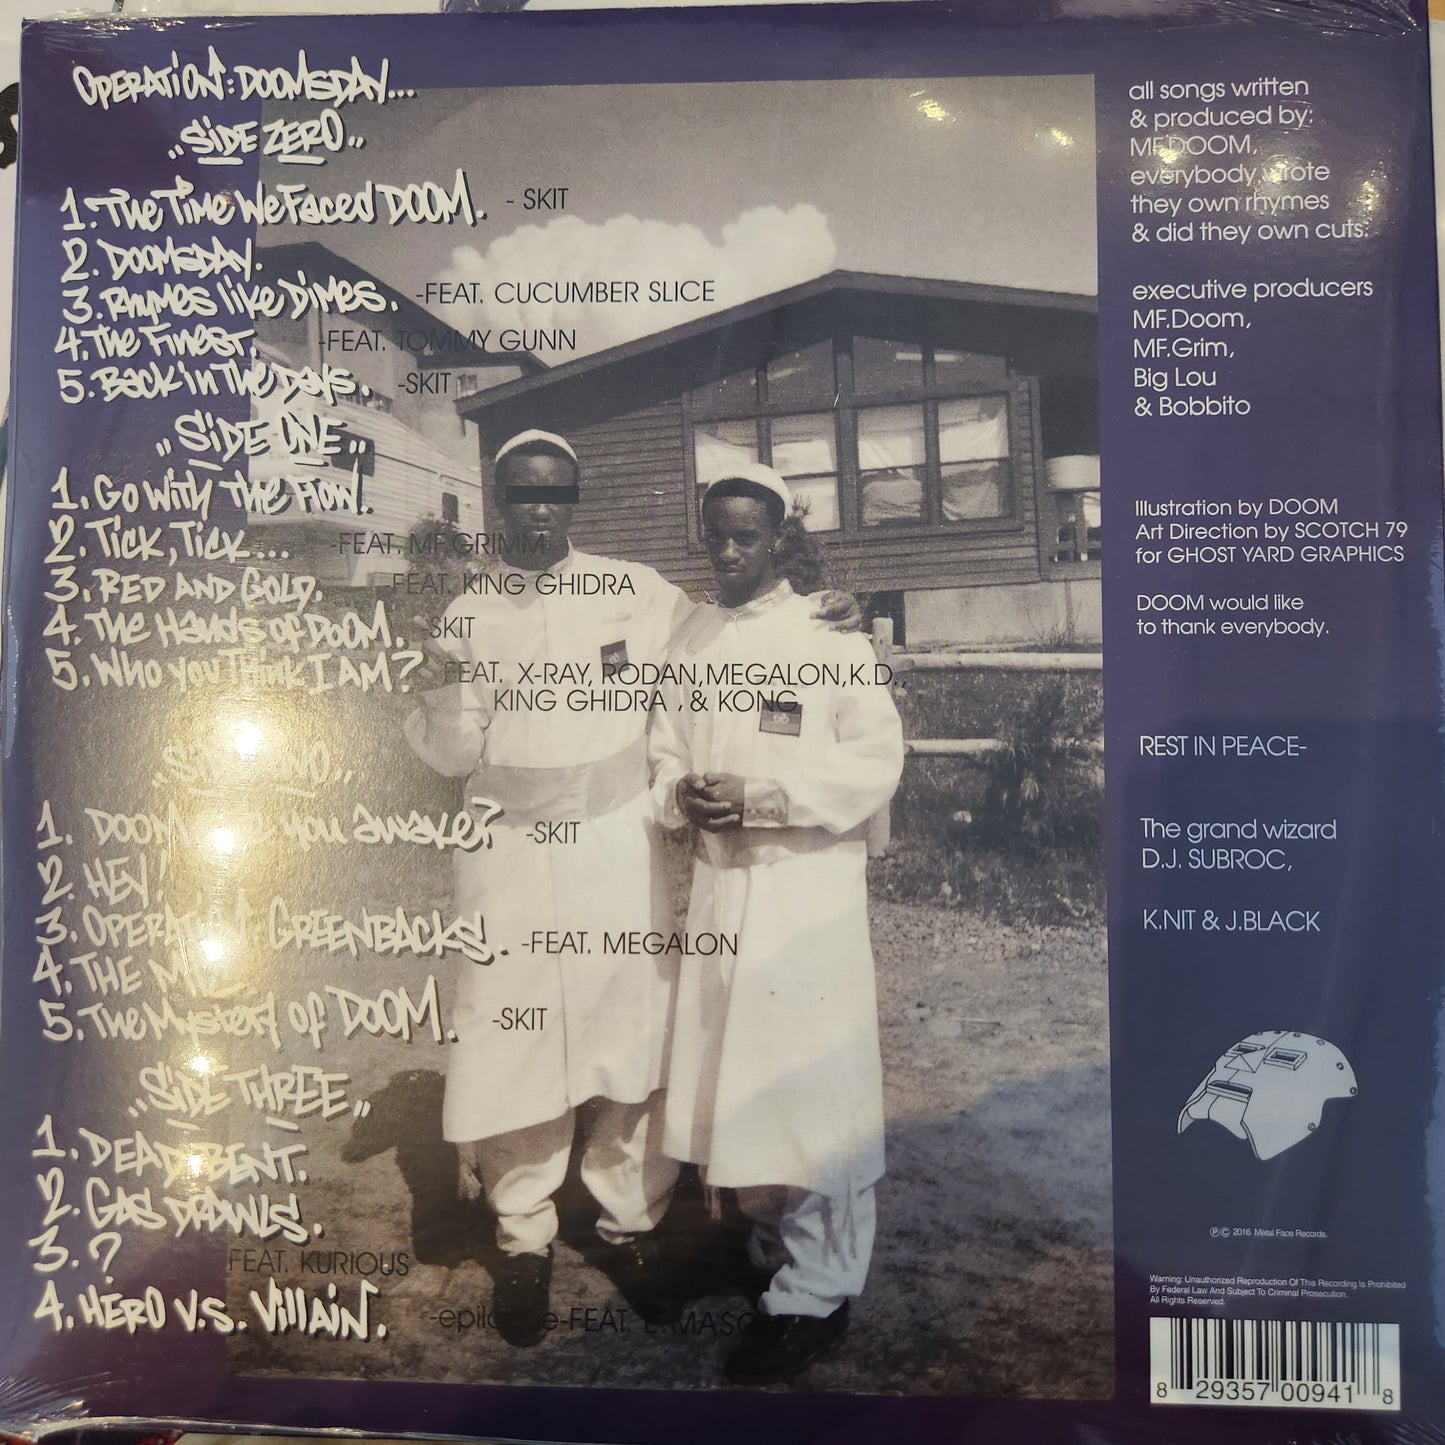 OPERATION: DOOMSDAY...
,,SiDE ZERO,,
1. The Time We Faced DOOM. - SKIT
2. DOOMSDAY.
3. Rhymes like Dimes. -FEAT. CUCUMBER SLICE
4. The Finest. -FEAT. TOMMY GUNN
5. Back in The Days. -SKIT
,,SiDE ONE,,
1. Go With The Flow.
2. Tick, Tick... -FEAT. MF.GRIMM
3. RED AND GOLD. -FEAT. KING GHIDRA
4. The Hands of DOOM. -SKIT
5. Who you Think I AM? FEAT. X-RAY, RODAN,MEGALON,K.D.,
KING GHIDRA , & KONG
1. DOOM you awake? -SKIT
2. HEY!
3. OPERATION: GREENBACKS. -FEAT. MEGALON
4. THE
5. The Mystery of DOOM. -SKIT
,,SiDE THREE,,
1. DEAD BENT.
2. GAS DRAWLS.
3. ? FEAT. KURIOUS
4. HERO V.S. VillAiN. -FEAT. E.
all songs written
& produced by:
MF.DOOM,
everybody wrote
they own rhymes
& did they own cuts.
executive producers
MF.Doom,
MF.Grim,
Big Lou
& Bobbito
Illustration by DOOM
Art Direction by SCOTCH 79
for GHOST YARD GRAPHICS
DOOM would like
to thank everybody.
REST IN PEACE-
The grand wizard
D.J. SUBROC,
K.NIT & J.BLACK
℗© 2016 Metal Face Records.
Warning: Unauthorized Reproduction Of This Recording Is Prohibited
By Federal Law And Subject To Criminal Prosecution.
All Rights Reserved.
8 29357 00941 8